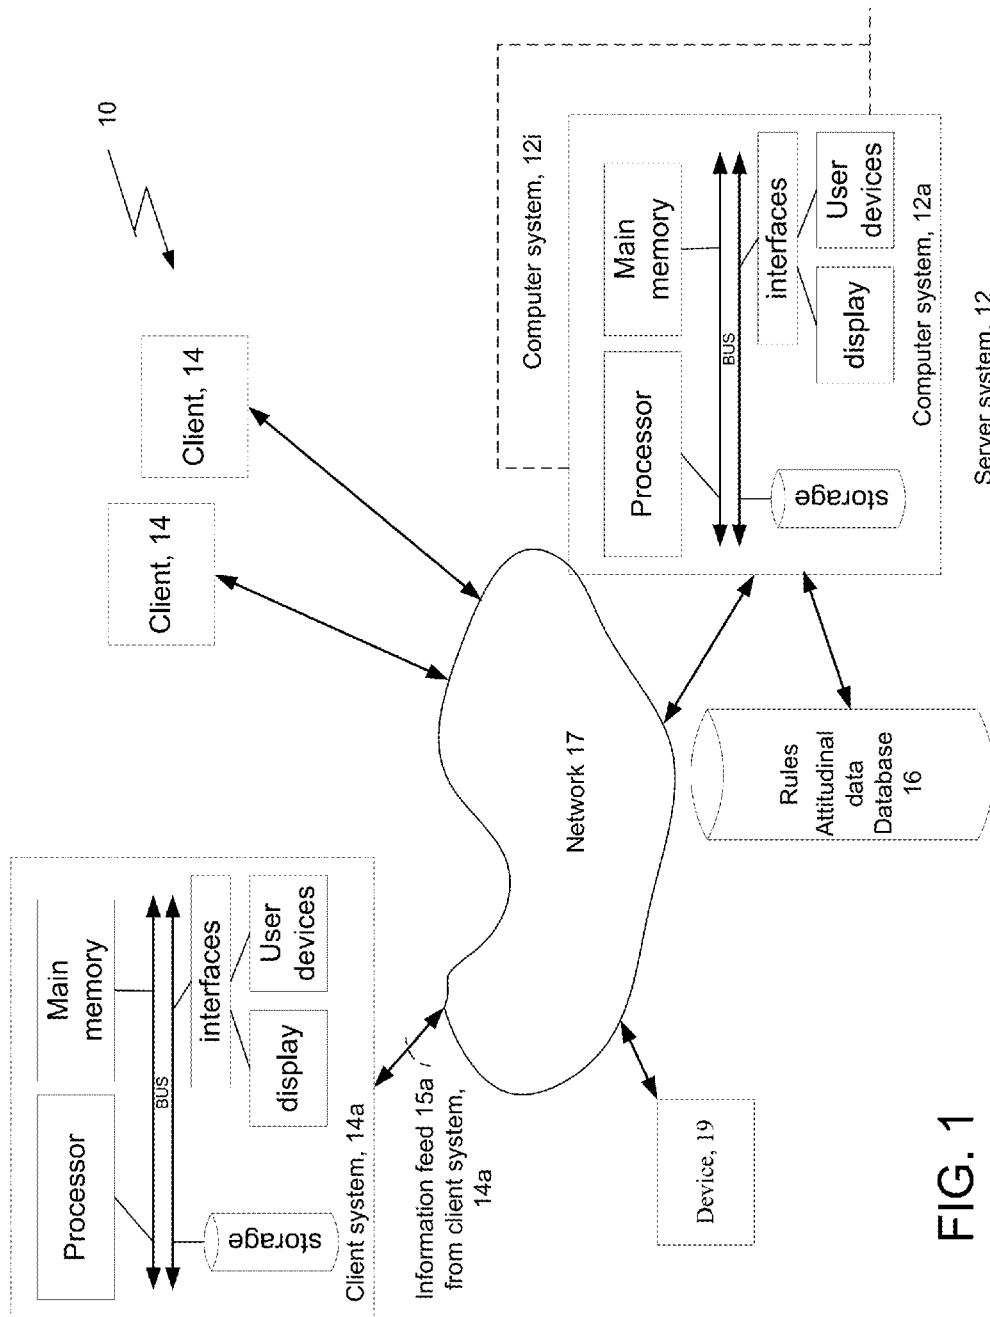 10
Client, 14
Client, 14
Processor
Main
memory
BUS
interfaces
storage
display
User
devices
Client system, 14a
Information feed 15a
from client system,
14a
Network 17
Device, 19
Computer system, 12i
Processor
Main
memory
BUS
interfaces
storage
display
User
devices
Computer system, 12a
Server system, 12
Rules
Attitudinal
data
Database
16
FIG. 1